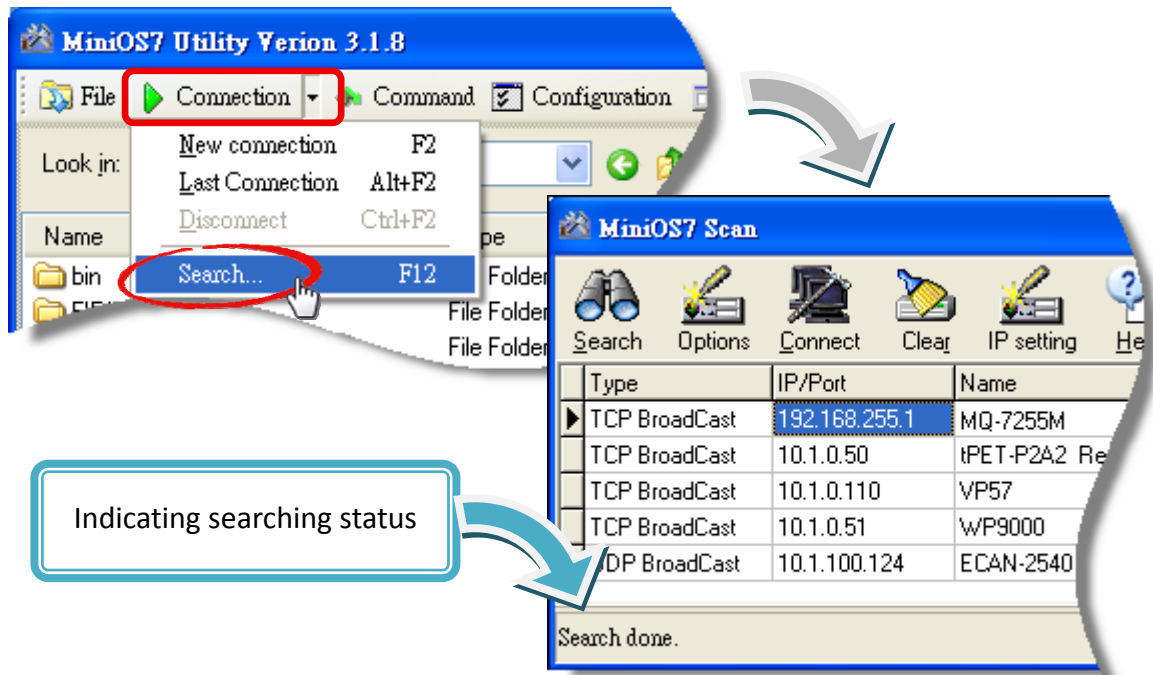 MiniOS7 Utility Verion 3.1.8
File Connection Command Configuration
New connection F2
Last Connection Alt+F2
Disconnect Ctrl+F2
Search... F12
Look in:
Name
bin
Folder
File Folder
File Folder
MiniOS7 Scan
Search Options Connect Clear IP setting
Type IP/Port Name
TCP BroadCast 192.168.255.1 MQ-7255M
TCP BroadCast 10.1.0.50 tPET-P2A2 Re
TCP BroadCast 10.1.0.110 VP57
TCP BroadCast 10.1.0.51 WP9000
DP BroadCast 10.1.100.124 ECAN-2540
Search done.
Indicating searching status